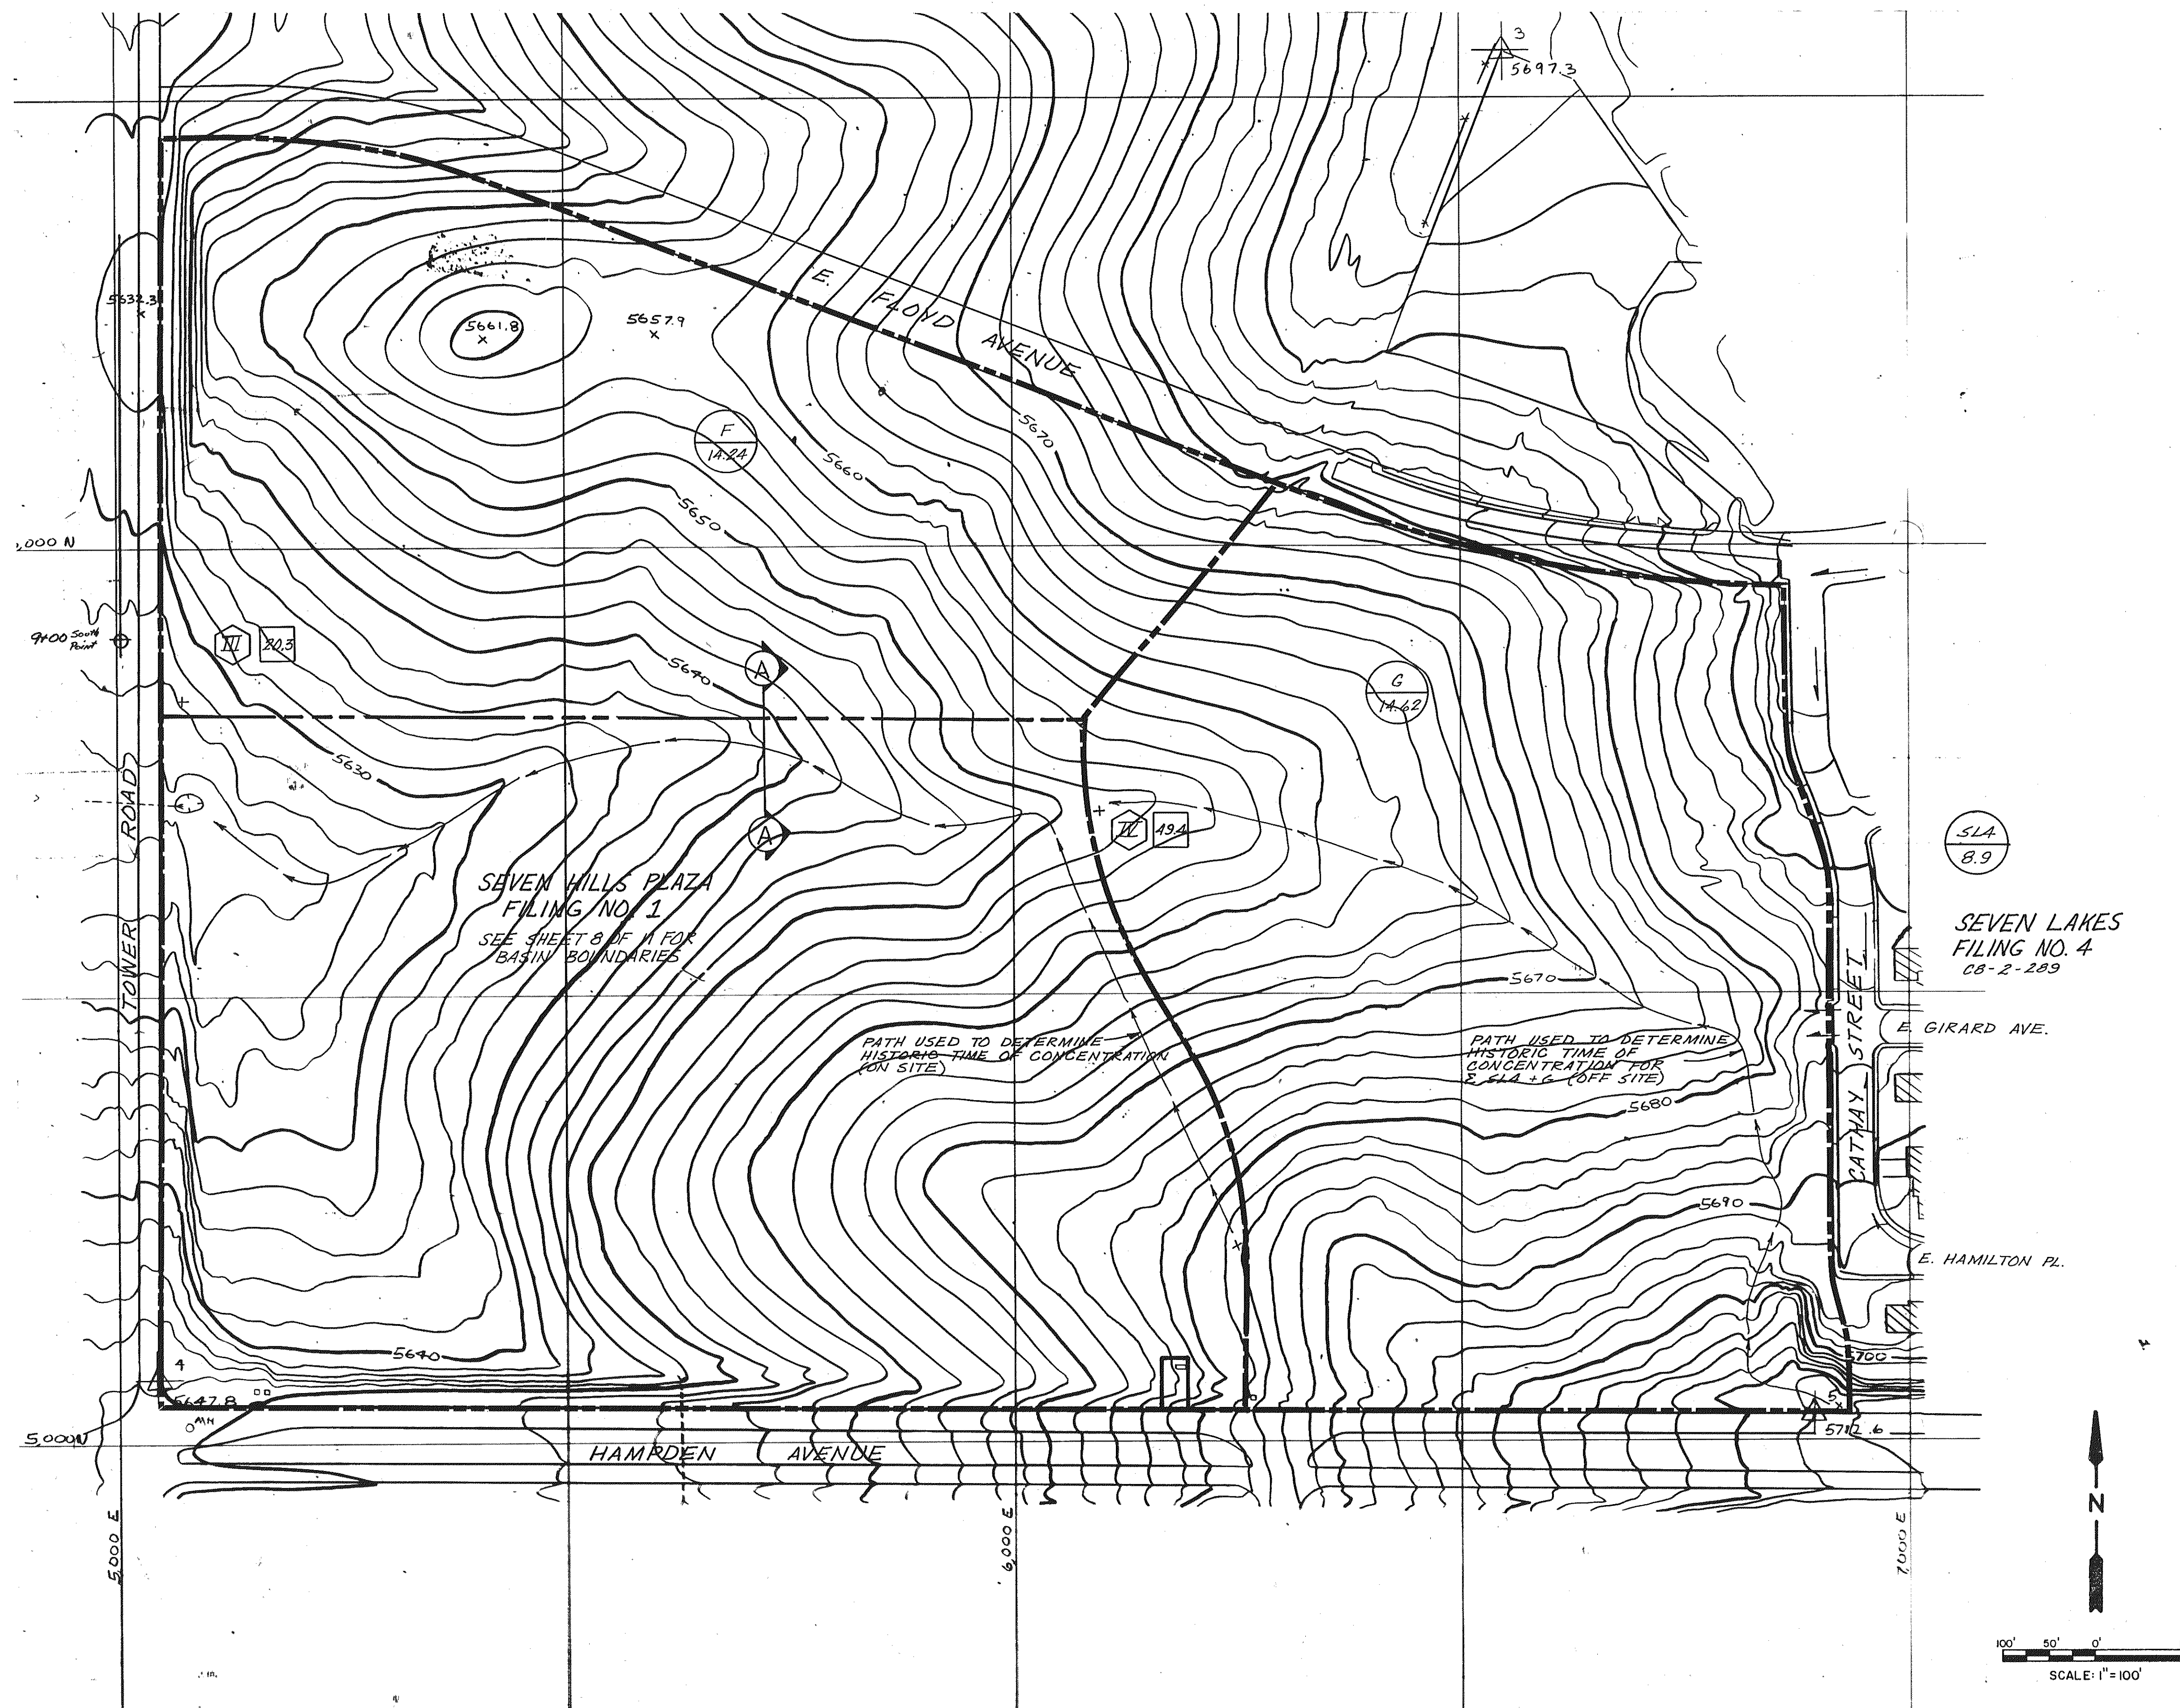 3
5697.3
5632.3
5661.8
5657.9
E. FLOYD AVENUE
F
14.24
5670
5660
5650
,000 N
9+00 South
Point
III
20.3
5640
A
G
14.62
5630
TOWER ROAD
A
IV
49.4
SL4
8.9
SEVEN HILLS PLAZA
FILING NO. 1
SEE SHEET 8 OF 11 FOR
BASIN BOUNDARIES
SEVEN LAKES
FILING NO. 4
CB-2-289
5670
CATHAY STREET
E. GIRARD AVE.
PATH USED TO DETERMINE
HISTORIC TIME OF CONCENTRATION
(ON SITE)
PATH USED TO DETERMINE
HISTORIC TIME OF
CONCENTRATION FOR
Σ SL4 + G (OFF SITE)
5680
5690
E. HAMILTON PL.
5640
5700
4
5647.8
MH
5
5712.6
5,000 N
HAMPDEN AVENUE
5,000 E
6,000 E
7,000 E
N
100' 50' 0'
SCALE: 1"=100'